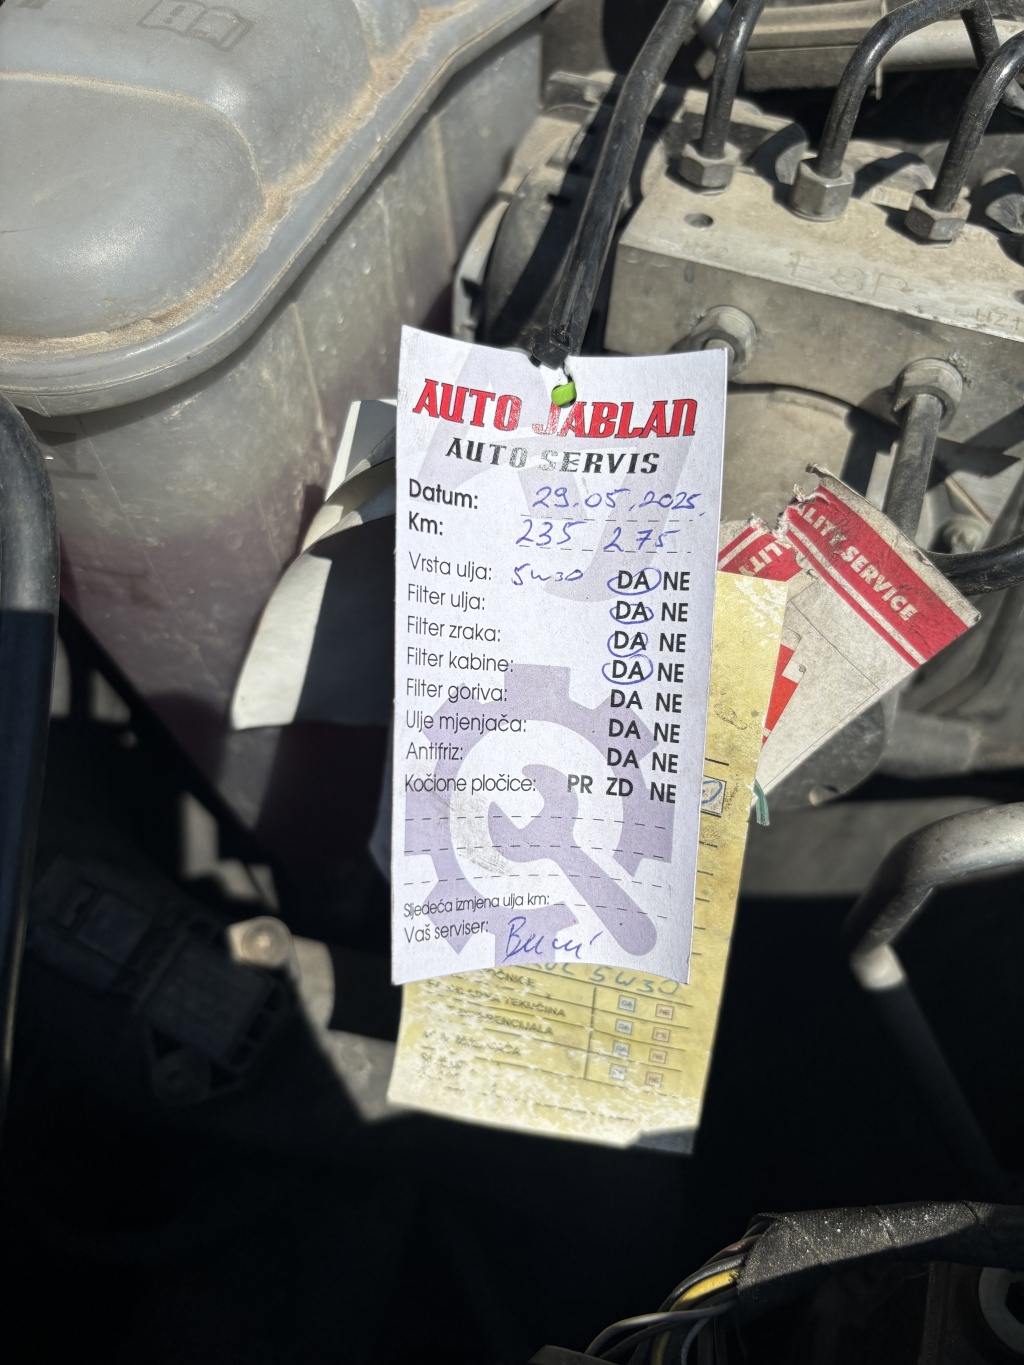 AUTO JABLAN
AUTO SERVIS
Datum: 29.05.2025.
Km: 235 275
Vrsta ulja: 5w30 DA NE
Filter ulja: DA NE
Filter zraka: DA NE
Filter kabine: DA NE
Filter goriva: DA NE
Ulje mjenjača: DA NE
Antifriz: DA NE
Kočione pločice: PR ZD NE
Sljedeća izmjena ulja km:
Vaš serviser:
ALITY SERVICE
5W30
TEKUĆINA